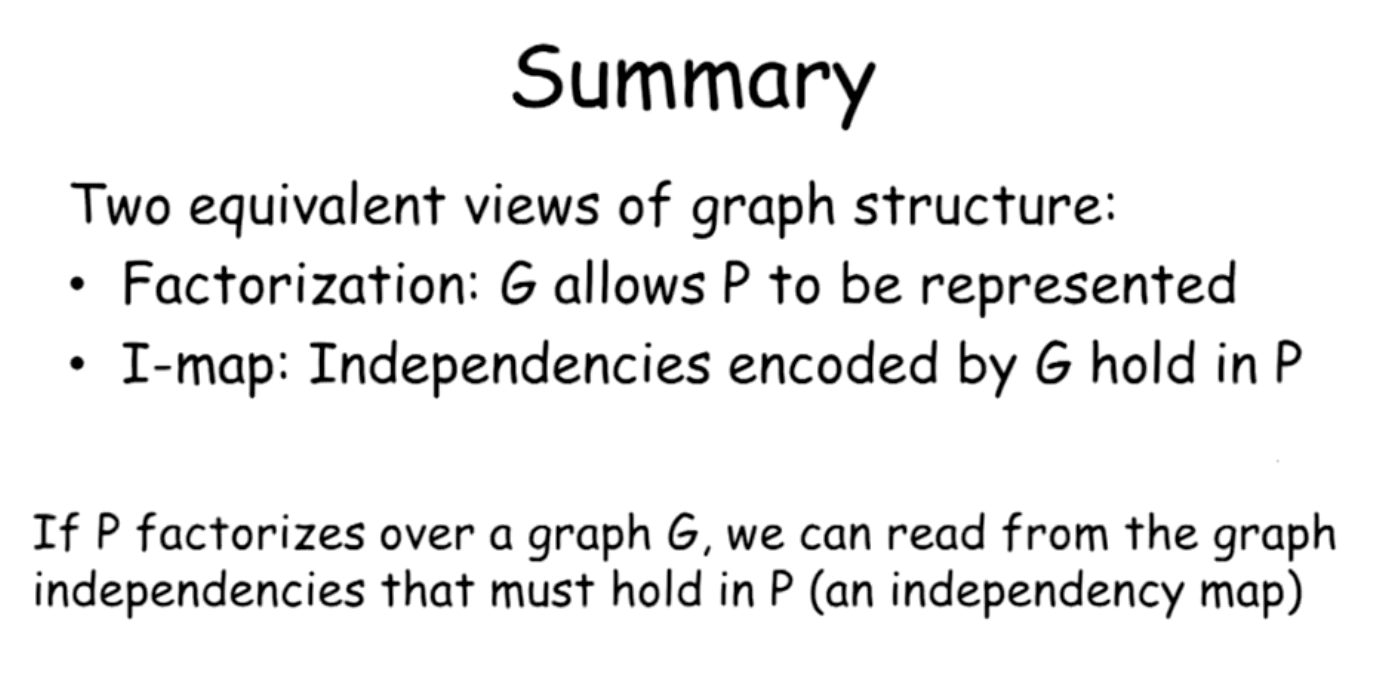 Summary
Two equivalent views of graph structure:
• Factorization: G allows P to be represented
• I-map: Independencies encoded by G hold in P
If P factorizes over a graph G, we can read from the graph
independencies that must hold in P (an independency map)